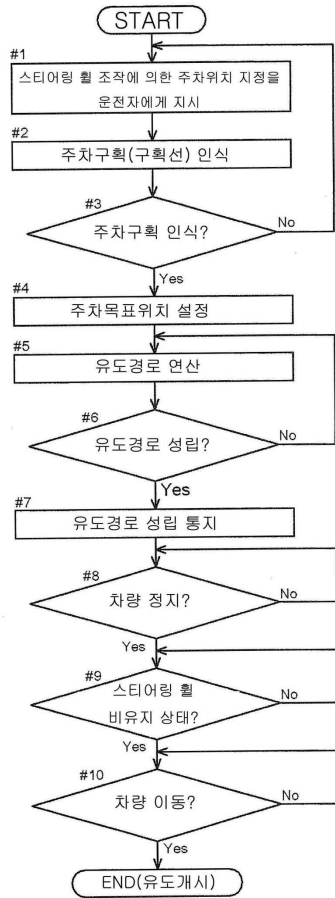 START
#1
스티어링 휠 조작에 의한 주차위치 지정을
운전자에게 지시
#2
주차구획(구획선) 인식
#3
주차구획 인식?
No
Yes
#4
주차목표위치 설정
#5
유도경로 연산
#6
유도경로 성립?
No
Yes
#7
유도경로 성립 통지
#8
차량 정지?
No
Yes
#9
스티어링 휠
비유지 상태?
No
Yes
#10
차량 이동?
No
Yes
END(유도개시)